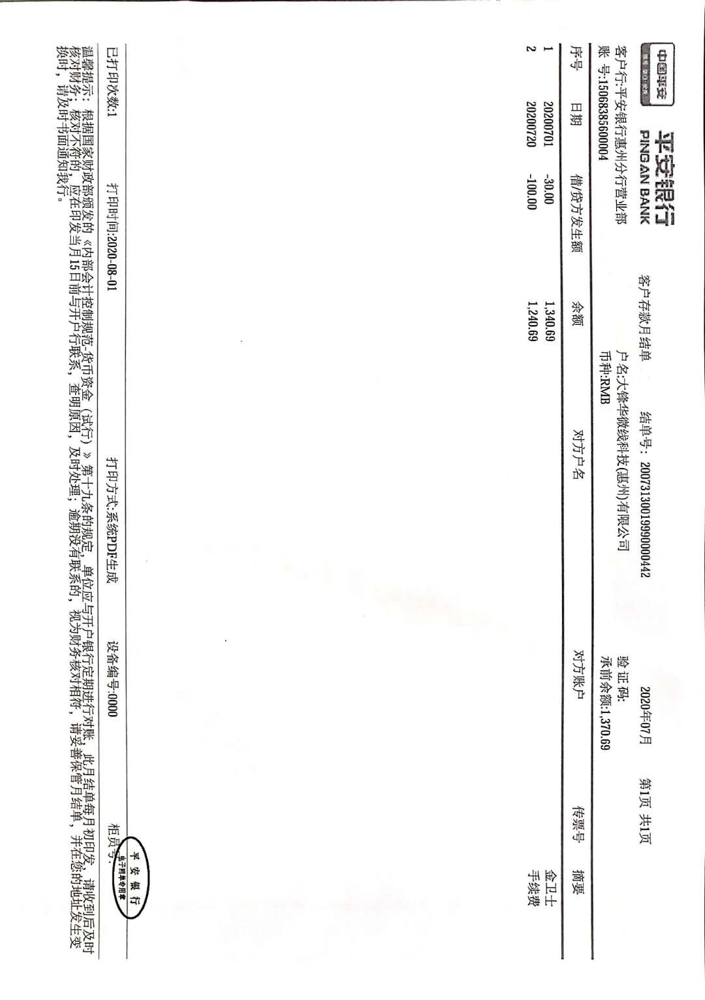 中国平安
平安银行
PINGAN BANK
客户存款月结单 结单号：20073130019990000442 2020年07月 第1页 共1页
客户行:平安银行惠州分行营业部 户名:大锋华微线科技(惠州)有限公司 验 证 码:
账 号:15068385600004 币种:RMB 承前余额:1,370.69
序号 日期 借/贷方发生额 余额 对方户名 对方账户 传票号 摘要
1 20200701 -30.00 1,340.69 金卫士
2 20200720 -100.00 1,240.69 手续费
平安银行
电子回单专用章
已打印次数:1 打印时间:2020-08-01 打印方式:系统PDF生成 设备编号:0000 柜员号:
温馨提示：根据国家财政部颁发的《内部会计控制规范-货币资金（试行）》第十九条的规定，单位应与开户银行定期进行对账，此月结单每月初印发，请收到后及时
核对财务；核对不符的，应在印发当月15日前与开户行联系，查明原因，及时处理；逾期没有联系的，视为财务核对相符，请妥善保管月结单，并在您的地址发生变
换时，请及时书面通知我行。